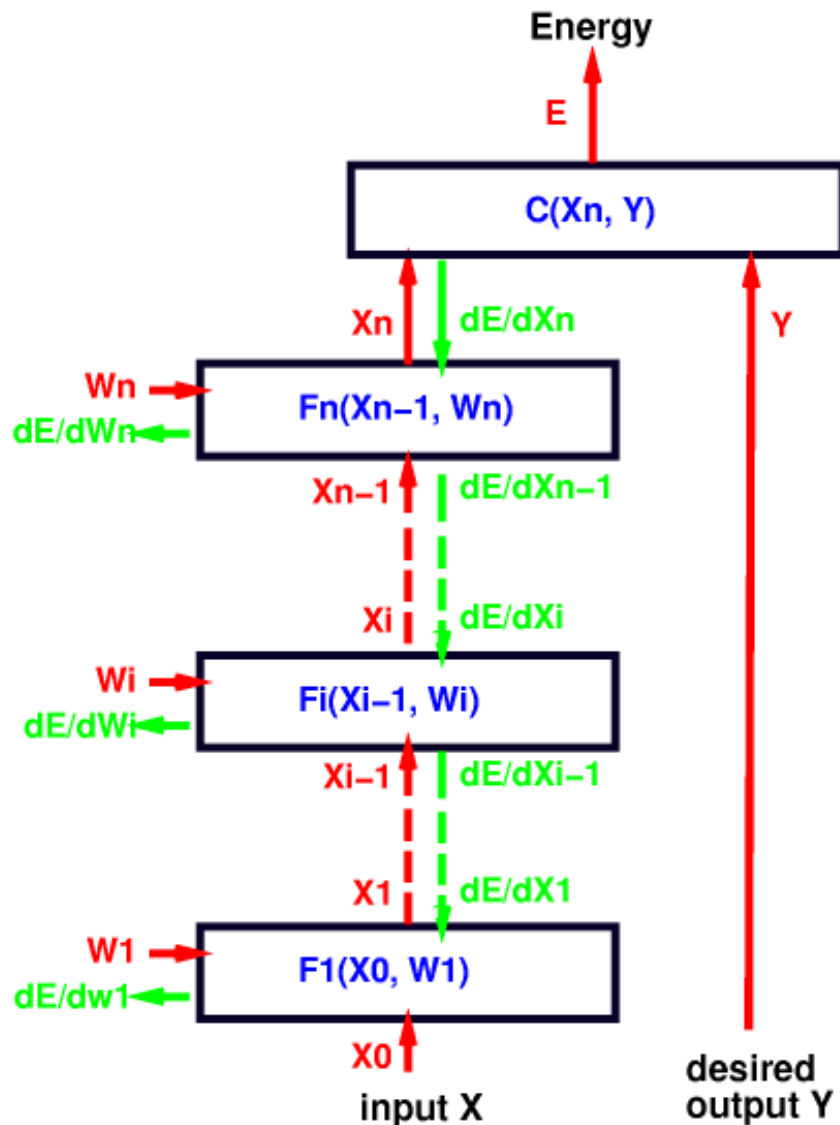 Energy
E
C(Xn, Y)
Xn
dE/dXn
Y
Wn
Fn(Xn−1, Wn)
dE/dWn
Xn−1
dE/dXn−1
Xi
dE/dXi
Wi
Fi(Xi−1, Wi)
dE/dWi
Xi−1
dE/dXi−1
X1
dE/dX1
W1
F1(X0, W1)
dE/dw1
X0
input X
desired
output Y